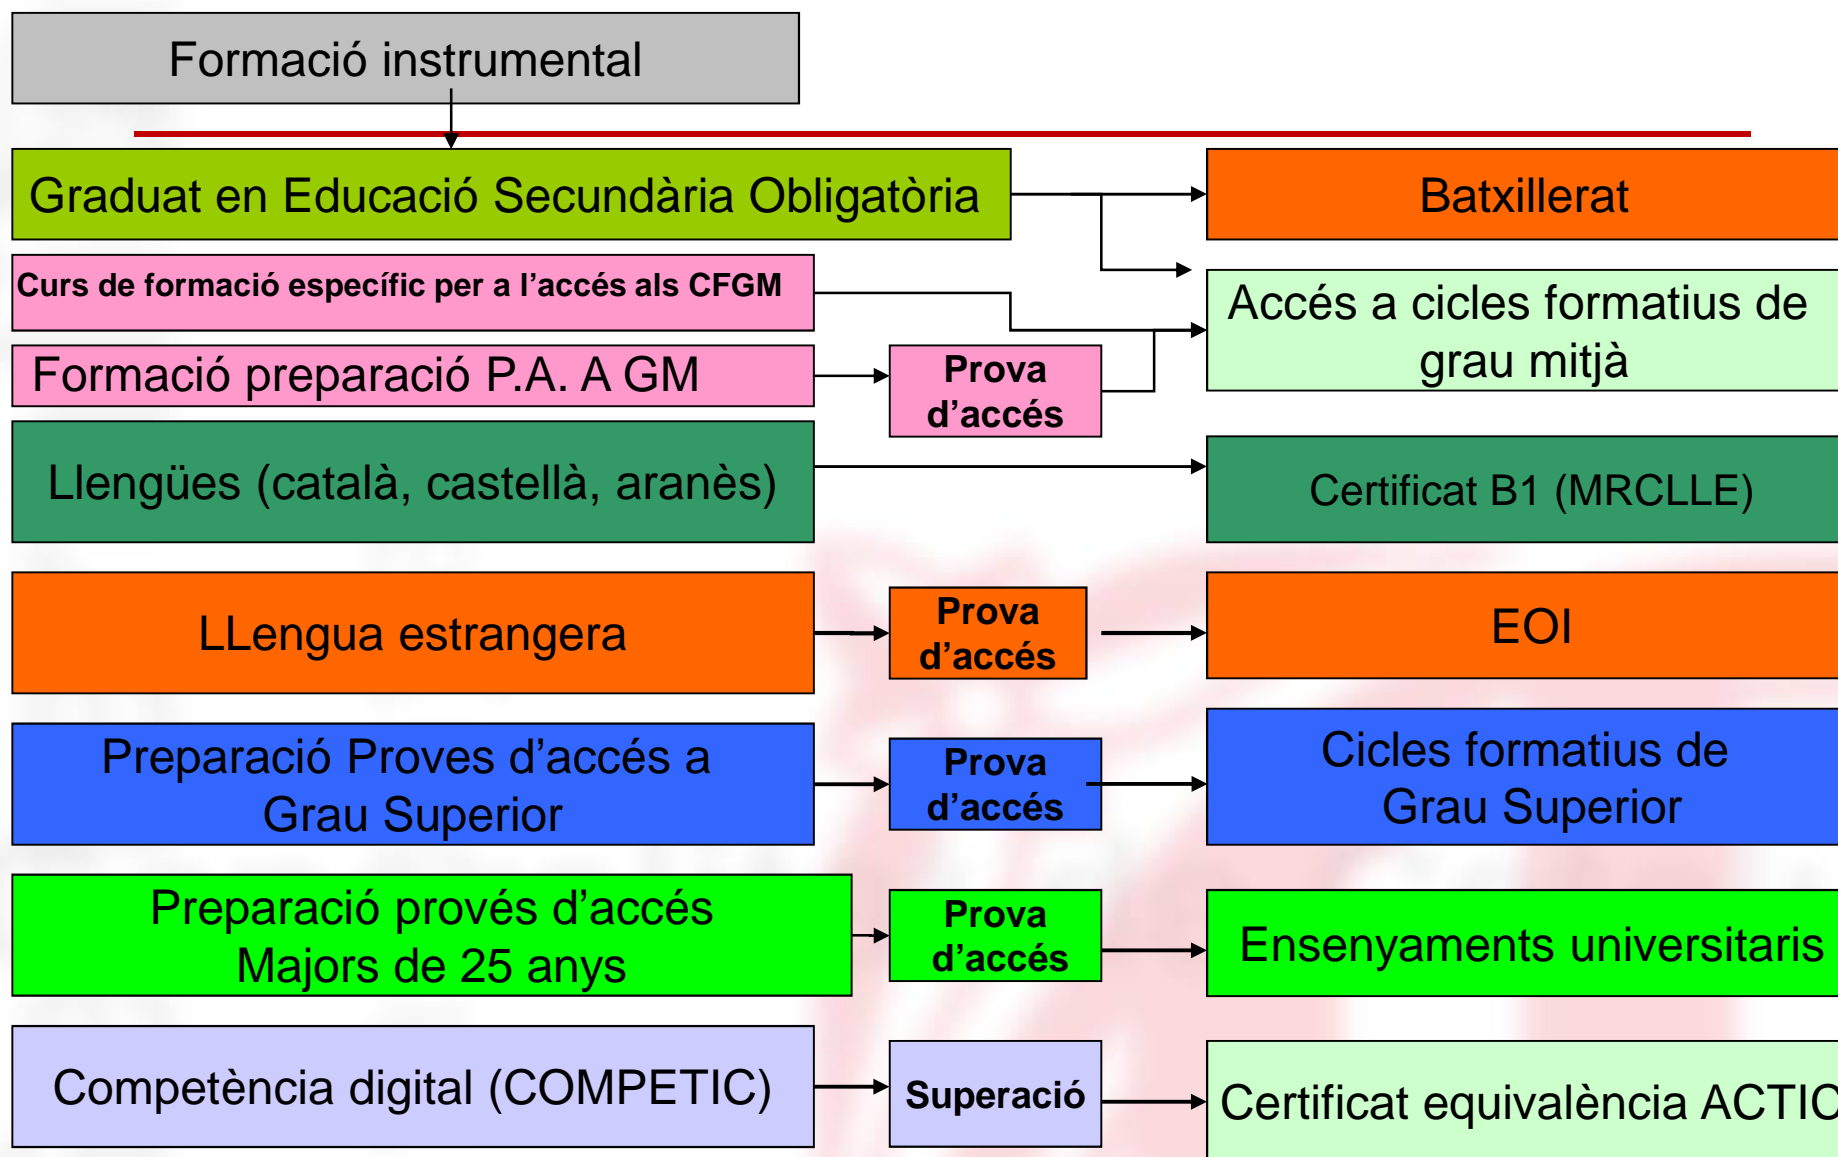 Formació instrumental
Graduat en Educació Secundària Obligatòria
Batxillerat
Curs de formació específic per a l'accés als CFGM
Accés a cicles formatius de
grau mitjà
Formació preparació P.A. A GM
Prova
d'accés
Llengües (català, castellà, aranès)
Certificat B1 (MRCLLE)
LLengua estrangera
Prova
d'accés
EOI
Preparació Proves d'accés a
Grau Superior
Prova
d'accés
Cicles formatius de
Grau Superior
Preparació provés d'accés
Majors de 25 anys
Prova
d'accés
Ensenyaments universitaris
Competència digital (COMPETIC)
Superació
Certificat equivalència ACTIC